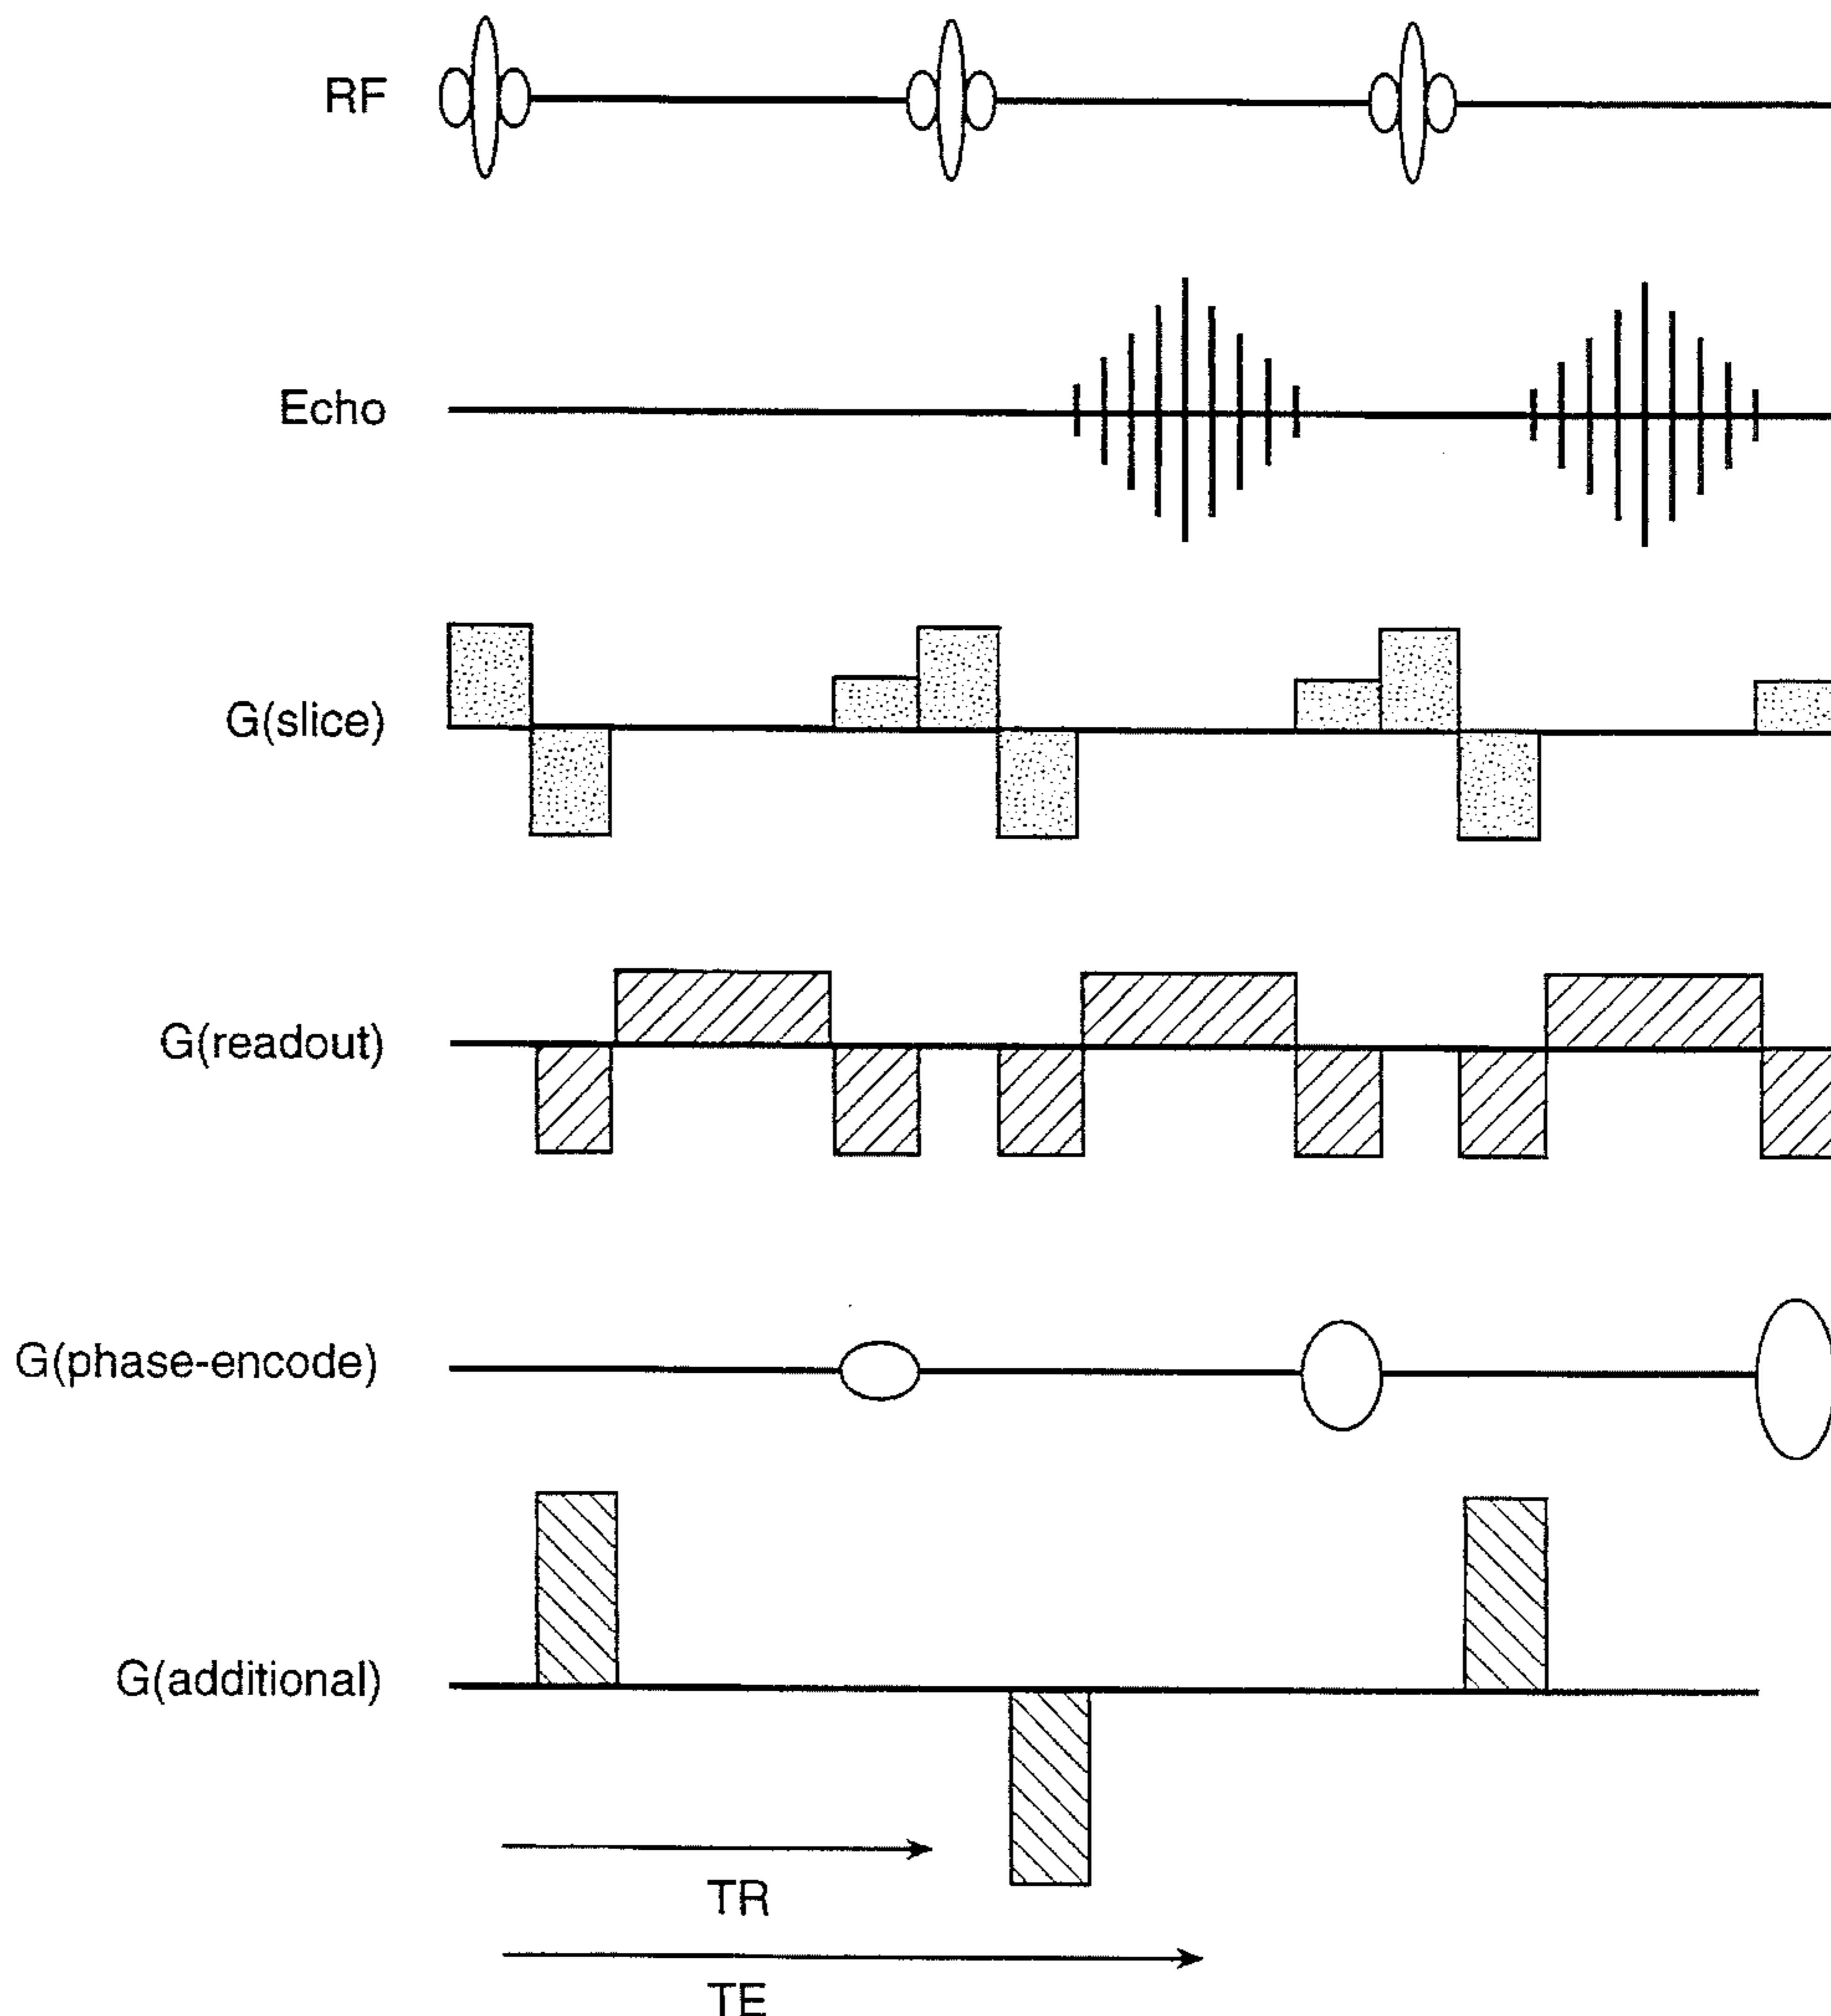 RF
Echo
G(slice)
G(readout)
G(phase-encode)
G(additional)
TR
TE